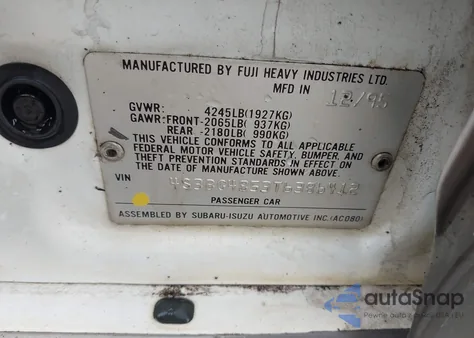 MANUFACTURED BY FUJI HEAVY INDUSTRIES LTD.
MFD IN 12/95
GVWR: 4245LB(1927KG)
GAWR:FRONT-2065LB( 937KG)
REAR -2180LB( 990KG)
THIS VEHICLE CONFORMS TO ALL APPLICABLE
FEDERAL MOTOR VEHICLE SAFETY, BUMPER, AND
THEFT PREVENTION STANDARDS IN EFFECT ON
THE DATE OF MANUFACTURE SHOWN ABOVE.
VIN
PASSENGER CAR
ASSEMBLED BY SUBARU-ISUZU AUTOMOTIVE INC.(AC080)
autoSnap